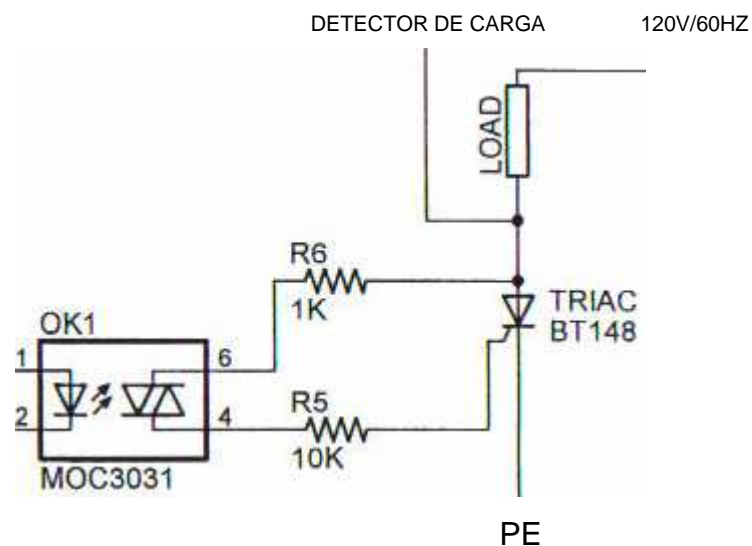 DETECTOR DE CARGA 120V/60HZ
LOAD
R6
1K
TRIAC
BT148
OK1
1
6
2
4
R5
10K
MOC3031
PE